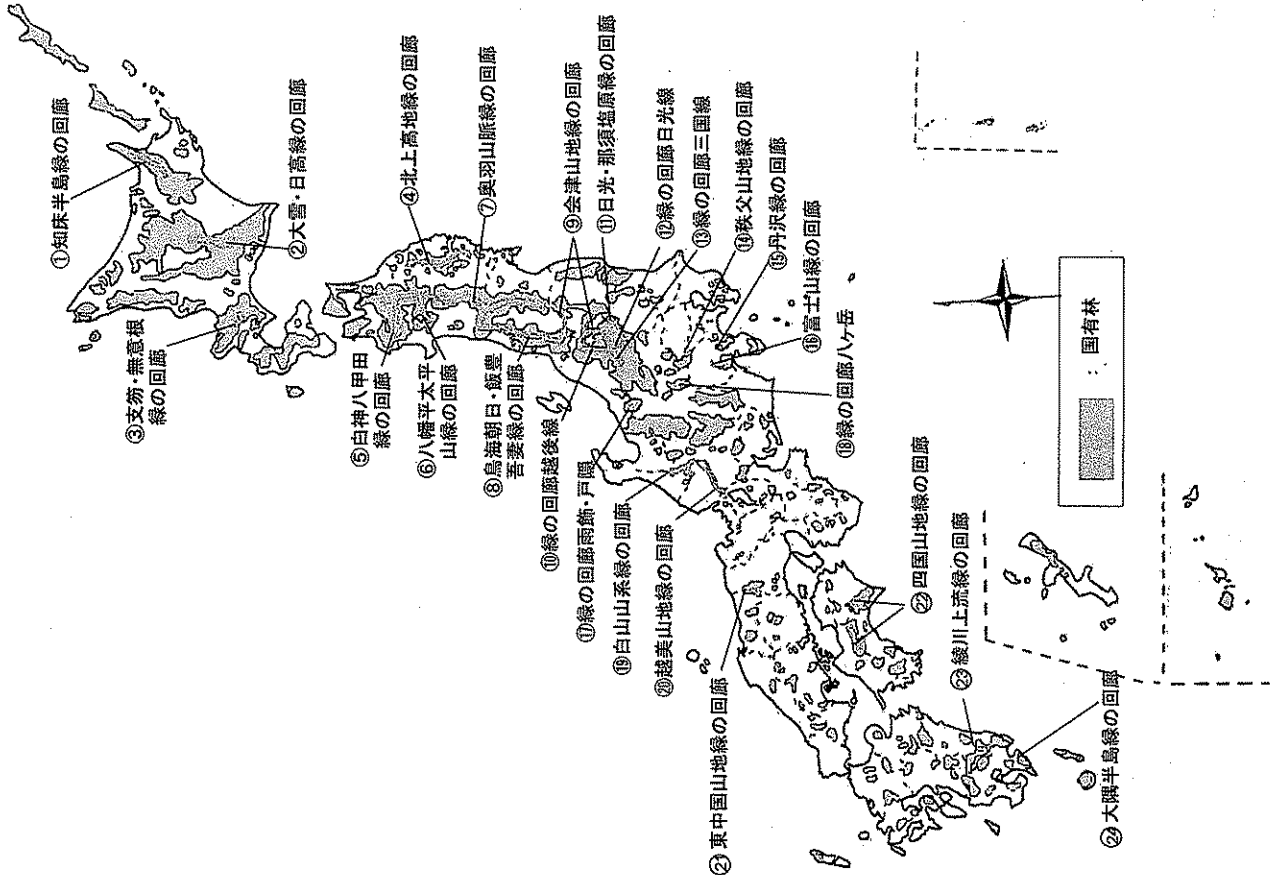 ①知床半島緑の回廊
②大雪・日高緑の回廊
③支笏・無意根
緑の回廊
④北上高地緑の回廊
⑤白神八甲田
緑の回廊
⑥八幡平太平
山緑の回廊
⑦奥羽山脈緑の回廊
⑧鳥海朝日・飯豊
吾妻緑の回廊
⑨会津山地緑の回廊
⑩緑の回廊越後線
⑪日光・那須塩原緑の回廊
⑫緑の回廊日光線
⑬緑の回廊三国線
⑭秩父山地緑の回廊
⑮丹沢緑の回廊
⑯富士山緑の回廊
⑰緑の回廊雨飾・戸隠
⑱緑の回廊八ヶ岳
⑲白山山系緑の回廊
⑳越美山地緑の回廊
㉑東中国山地緑の回廊
㉒四国山地緑の回廊
㉓綾川上流緑の回廊
㉔大隅半島緑の回廊
：国有林